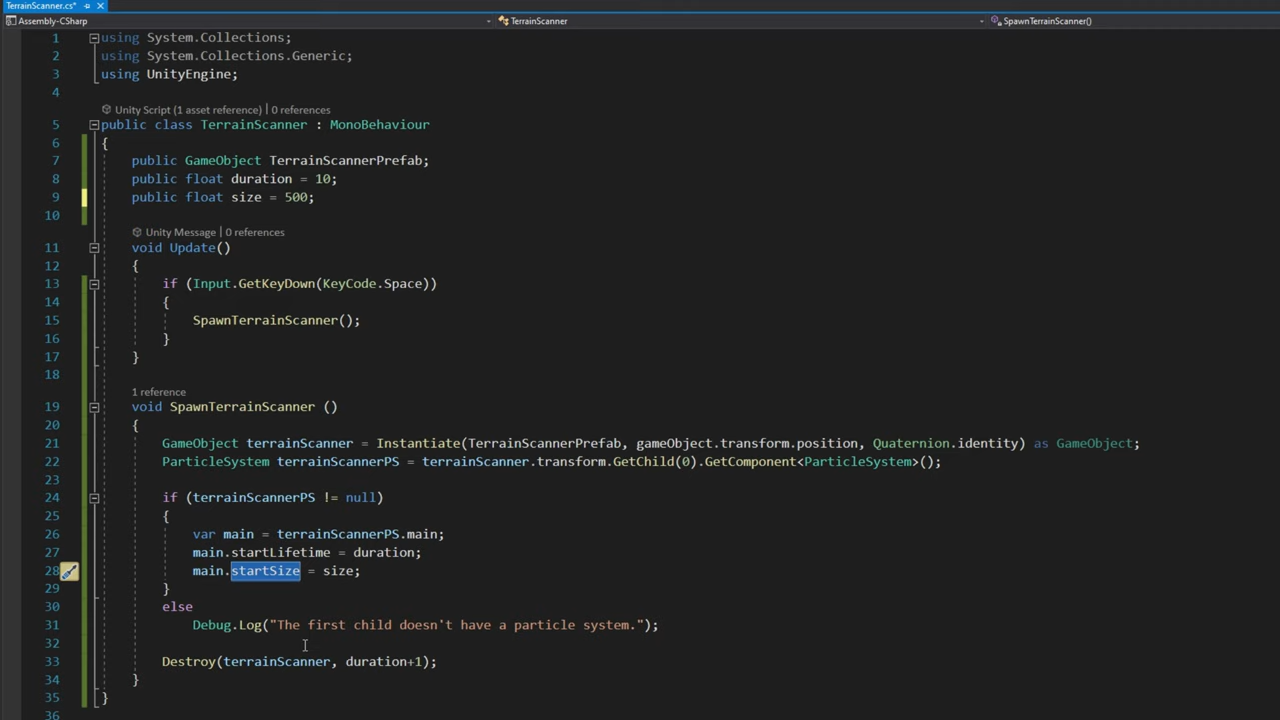 TerrainScanner.cs*
Assembly-CSharp
TerrainScanner
SpawnTerrainScanner()
1 using System.Collections;
2 using System.Collections.Generic;
3 using UnityEngine;
4
Unity Script (1 asset reference) | 0 references
5 public class TerrainScanner : MonoBehaviour
6 {
7 public GameObject TerrainScannerPrefab;
8 public float duration = 10;
9 public float size = 500;
10
Unity Message | 0 references
11 void Update()
12 {
13 if (Input.GetKeyDown(KeyCode.Space))
14 {
15 SpawnTerrainScanner();
16 }
17 }
18
1 reference
19 void SpawnTerrainScanner ()
20 {
21 GameObject terrainScanner = Instantiate(TerrainScannerPrefab, gameObject.transform.position, Quaternion.identity) as GameObject;
22 ParticleSystem terrainScannerPS = terrainScanner.transform.GetChild(0).GetComponent<ParticleSystem>();
23
24 if (terrainScannerPS != null)
25 {
26 var main = terrainScannerPS.main;
27 main.startLifetime = duration;
28 main.startSize = size;
29 }
30 else
31 Debug.Log("The first child doesn't have a particle system.");
32
33 Destroy(terrainScanner, duration+1);
34 }
35 }
36